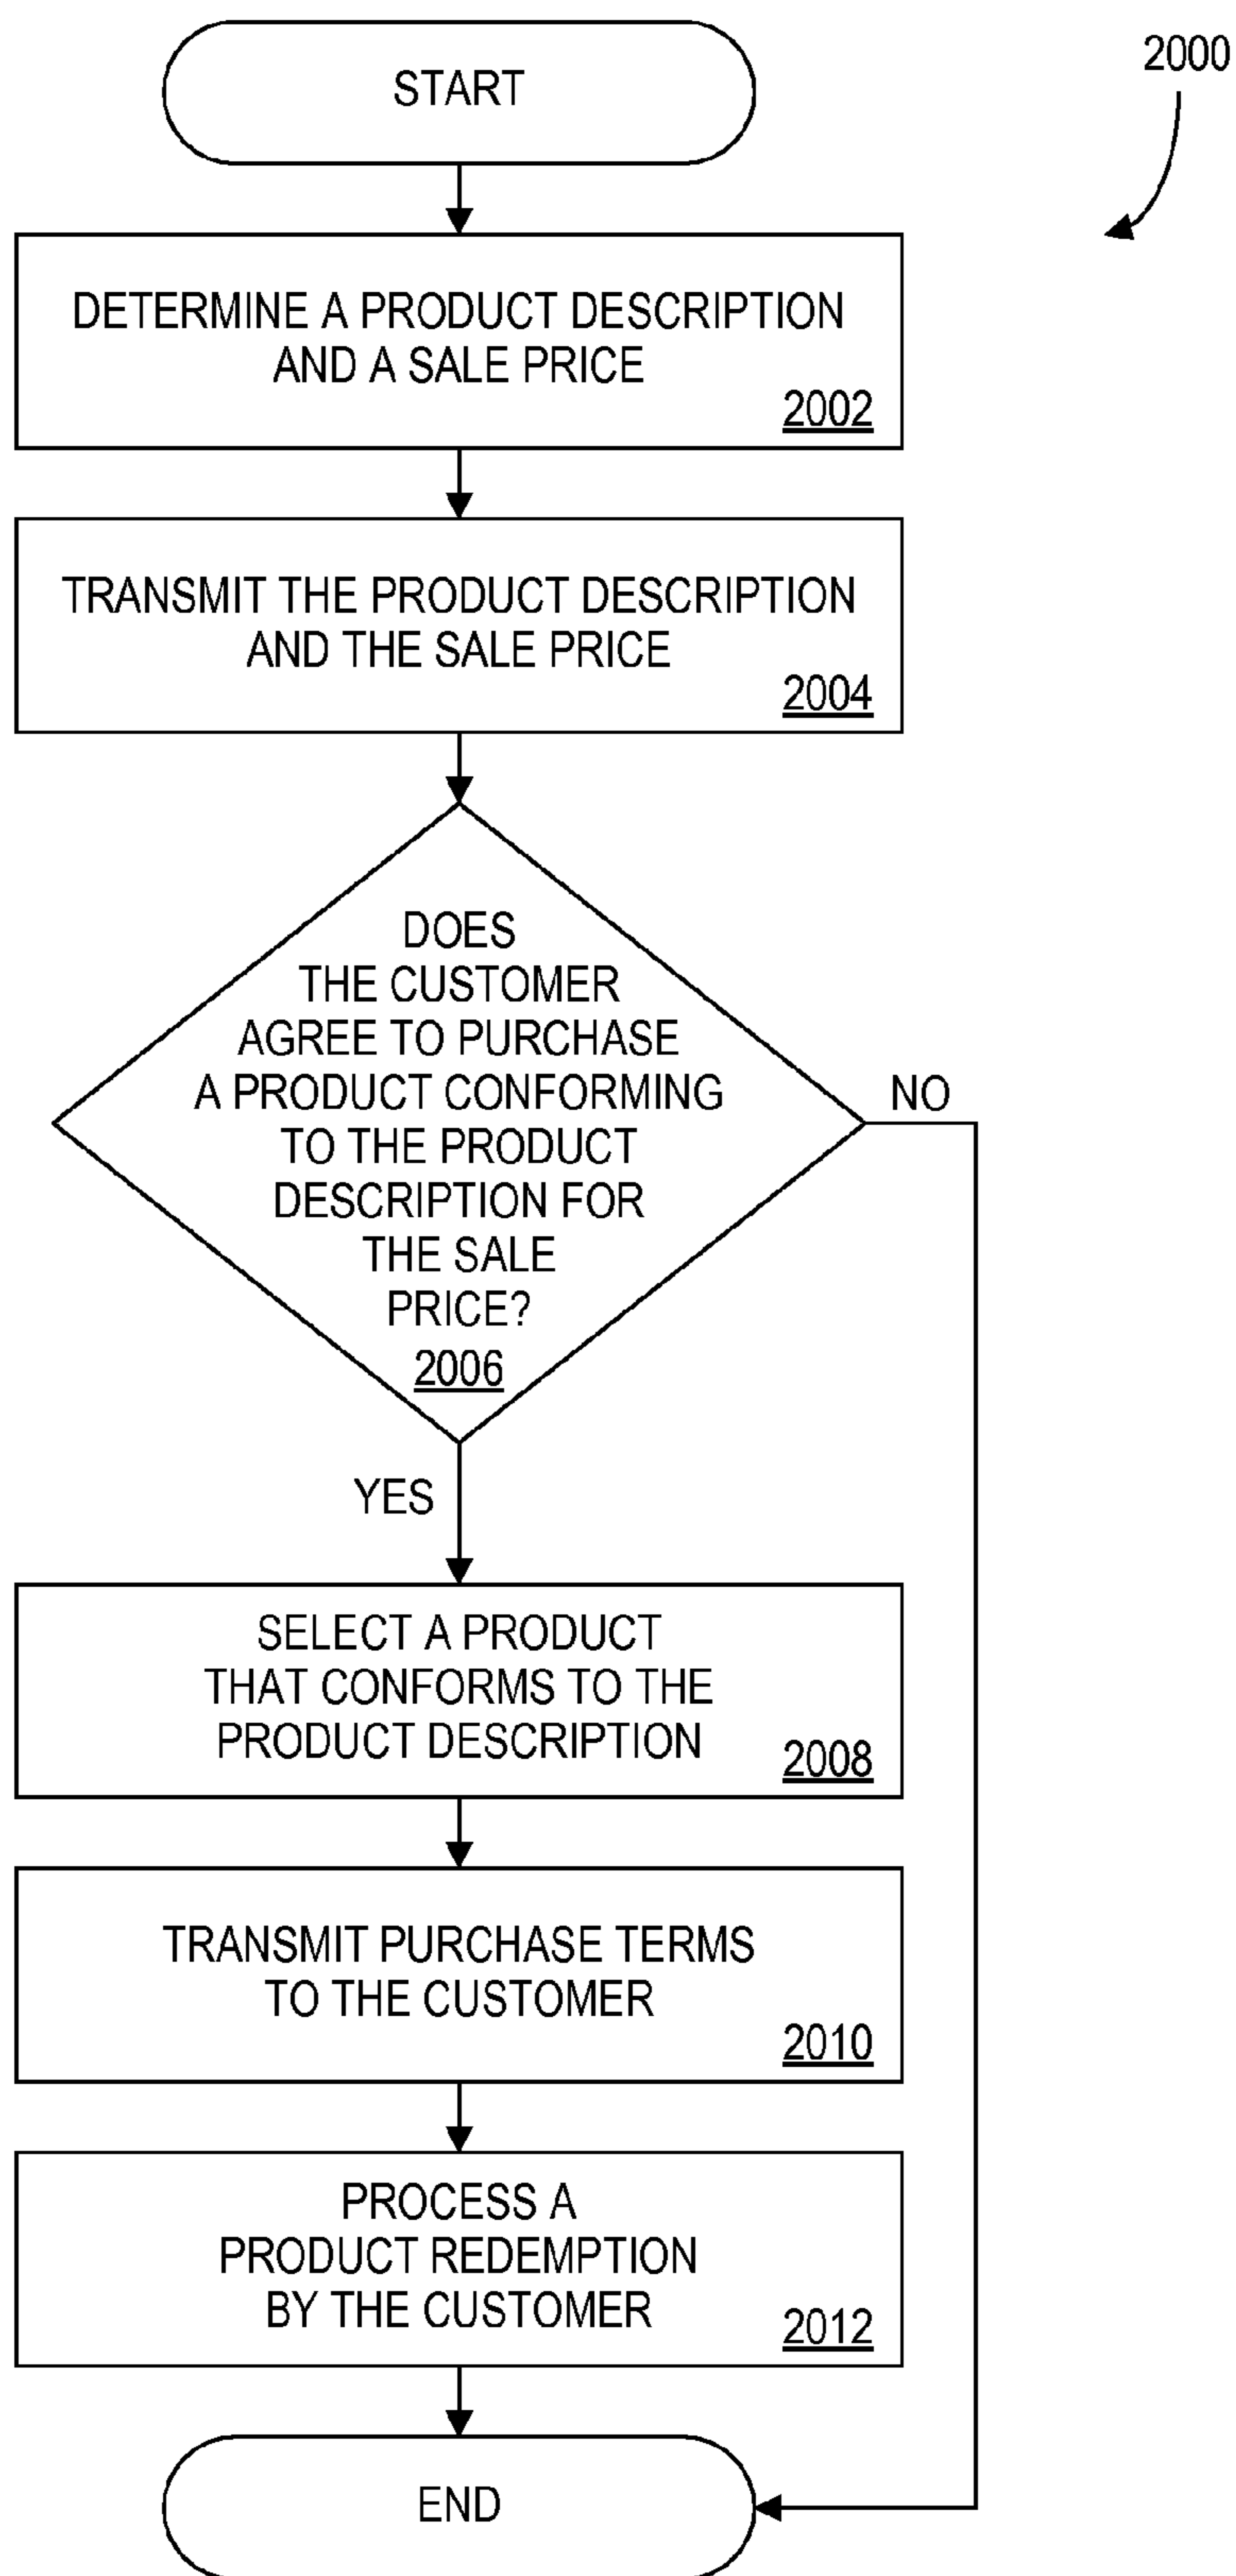 START
2000
DETERMINE A PRODUCT DESCRIPTION
AND A SALE PRICE
2002
TRANSMIT THE PRODUCT DESCRIPTION
AND THE SALE PRICE
2004
DOES
THE CUSTOMER
AGREE TO PURCHASE
A PRODUCT CONFORMING
TO THE PRODUCT
DESCRIPTION FOR
THE SALE
PRICE?
2006
NO
YES
SELECT A PRODUCT
THAT CONFORMS TO THE
PRODUCT DESCRIPTION
2008
TRANSMIT PURCHASE TERMS
TO THE CUSTOMER
2010
PROCESS A
PRODUCT REDEMPTION
BY THE CUSTOMER
2012
END